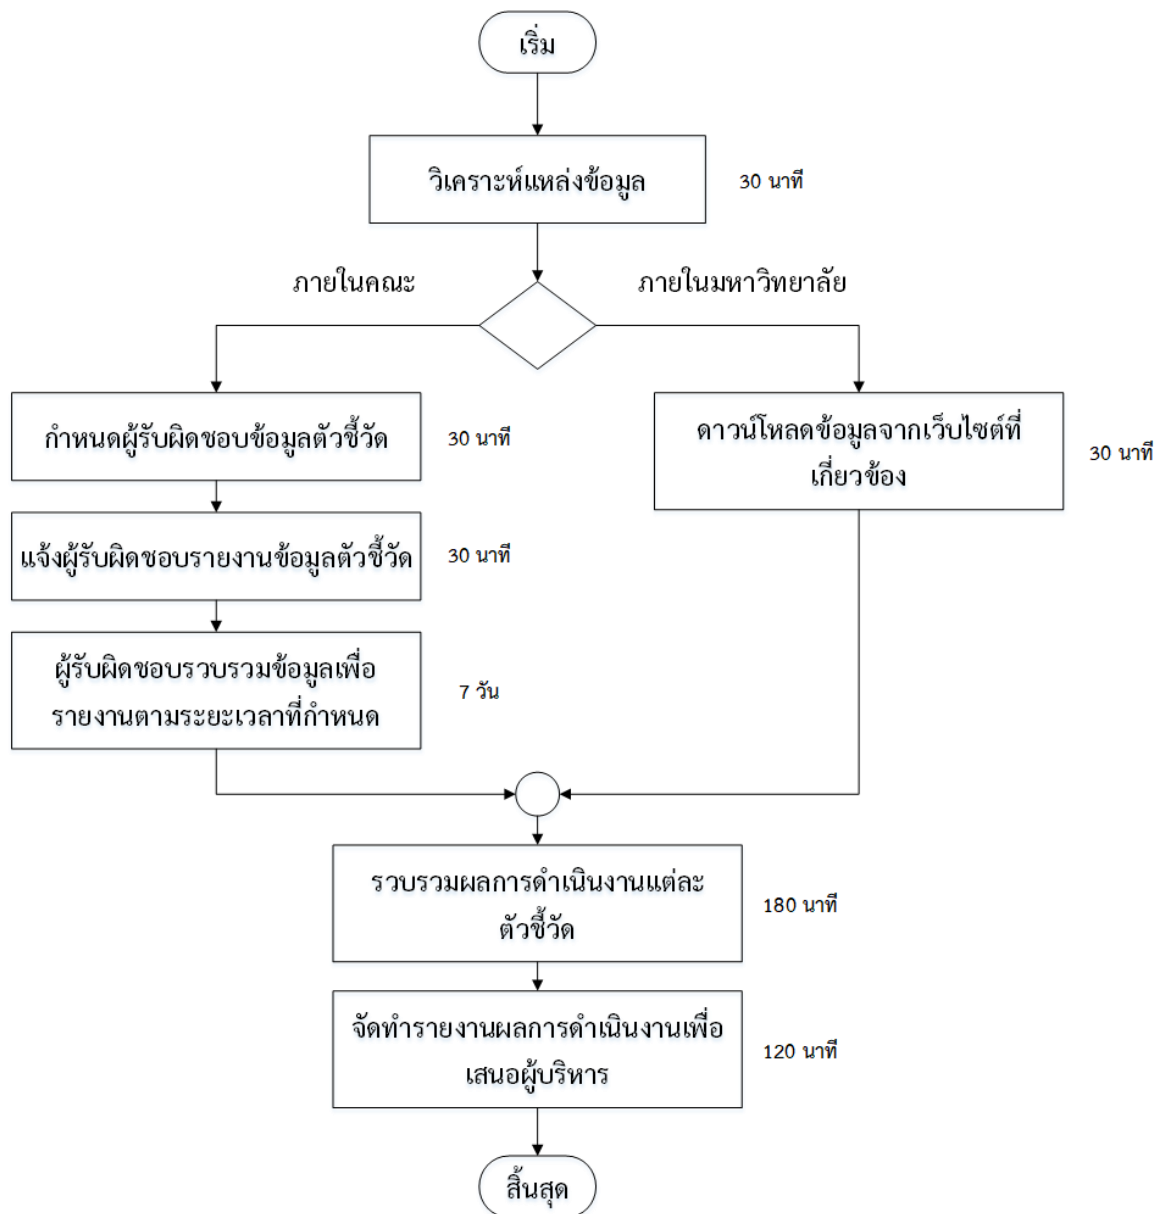 เริ่ม
วิเคราะห์แหล่งข้อมูล
30 นาที
ภายในคณะ
ภายในมหาวิทยาลัย
กำหนดผู้รับผิดชอบข้อมูลตัวชี้วัด
30 นาที
ดาวน์โหลดข้อมูลจากเว็บไซต์ที่
เกี่ยวข้อง
30 นาที
แจ้งผู้รับผิดชอบรายงานข้อมูลตัวชี้วัด
30 นาที
ผู้รับผิดชอบรวบรวมข้อมูลเพื่อ
รายงานตามระยะเวลาที่กำหนด
7 วัน
รวบรวมผลการดำเนินงานแต่ละ
ตัวชี้วัด
180 นาที
จัดทำรายงานผลการดำเนินงานเพื่อ
เสนอผู้บริหาร
120 นาที
สิ้นสุด